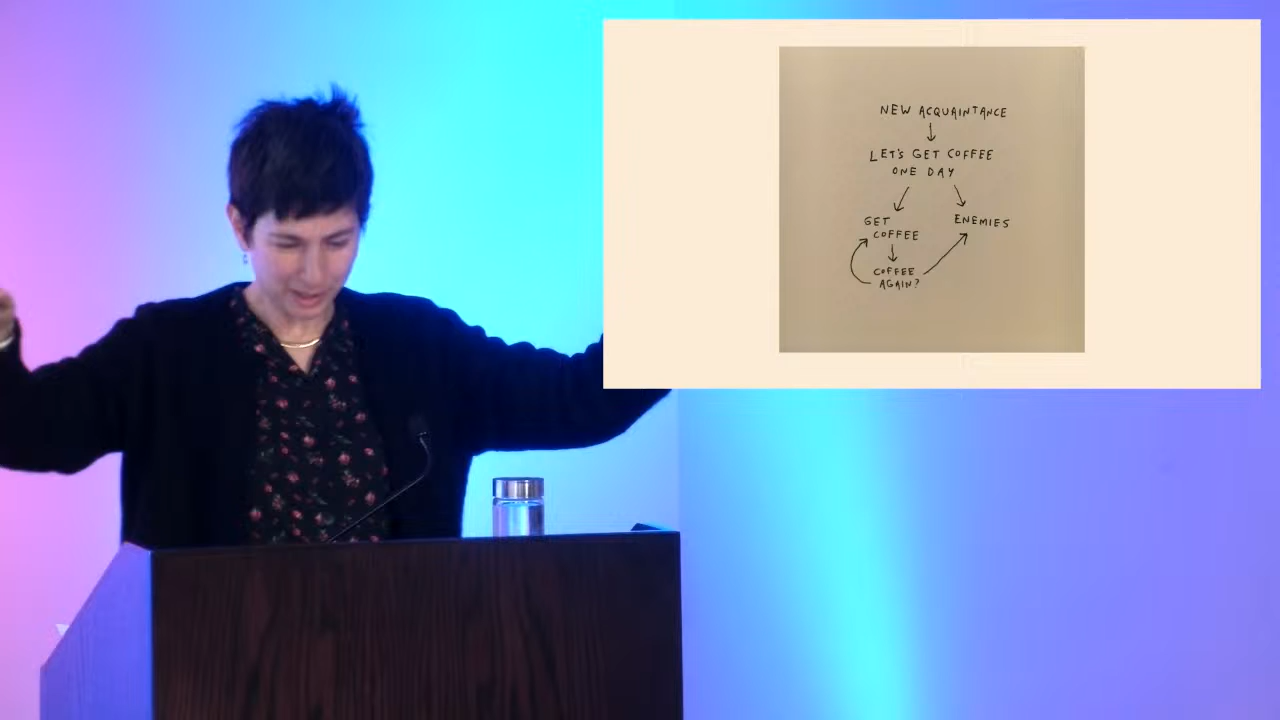 NEW ACQUAINTANCE
LET'S GET COFFEE
ONE DAY
GET
COFFEE
ENEMIES
COFFEE
AGAIN?